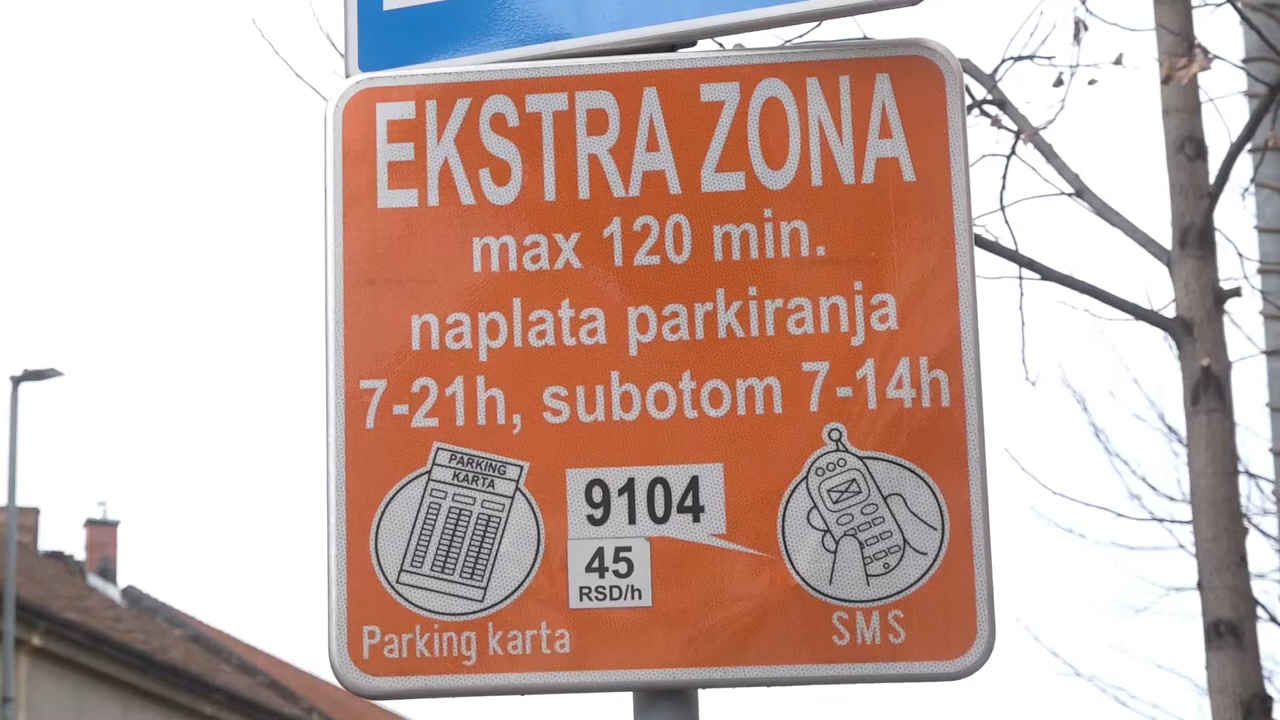 EKSTRA ZONA
max 120 min.
naplata parkiranja
7-21h, subotom 7-14h
PARKING
KARTA
9104
45
RSD/h
Parking karta
SMS